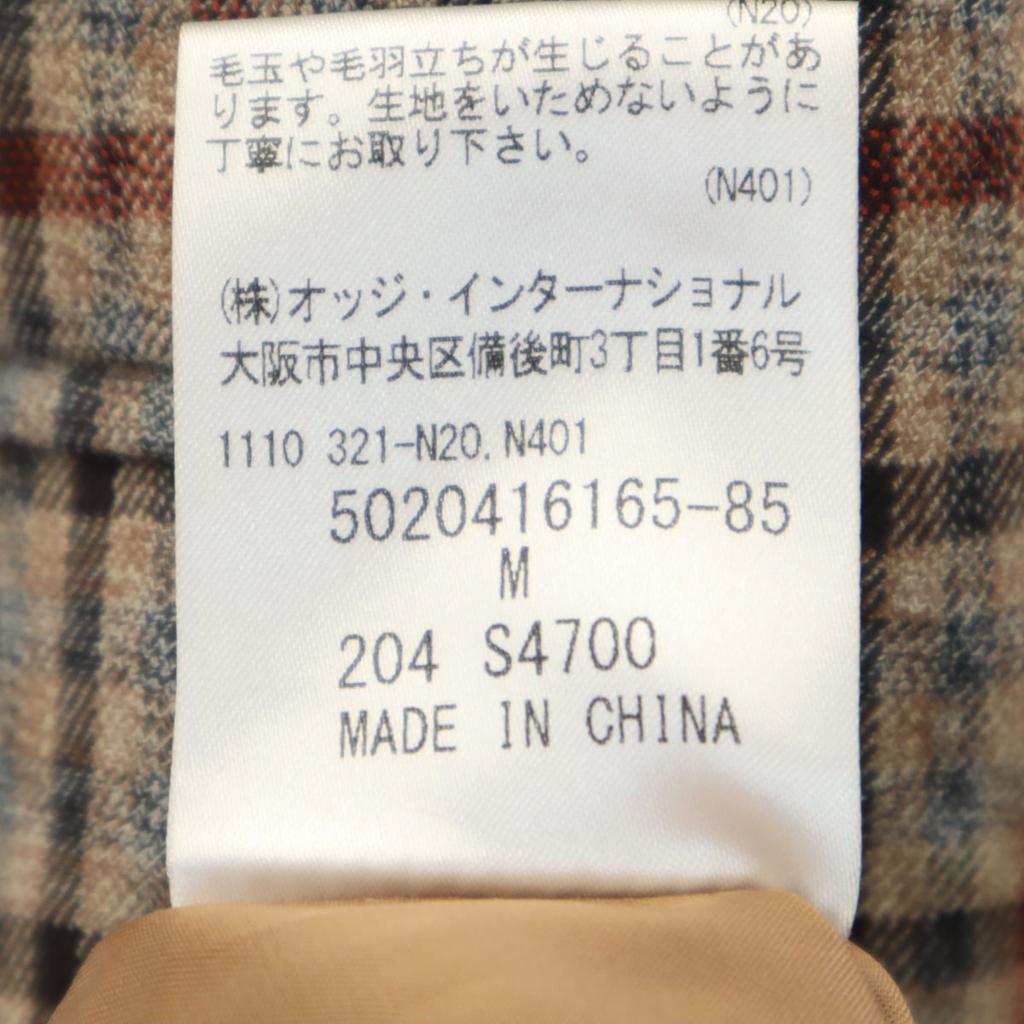 (N20)
毛玉や毛羽立ちが生じることがあ
ります。生地をいためないように
丁寧にお取り下さい。
(N401)
(株)オッジ・インターナショナル
大阪市中央区備後町3丁目1番6号
1110 321-N20.N401
5020416165-85
M
204 S4700
MADE IN CHINA